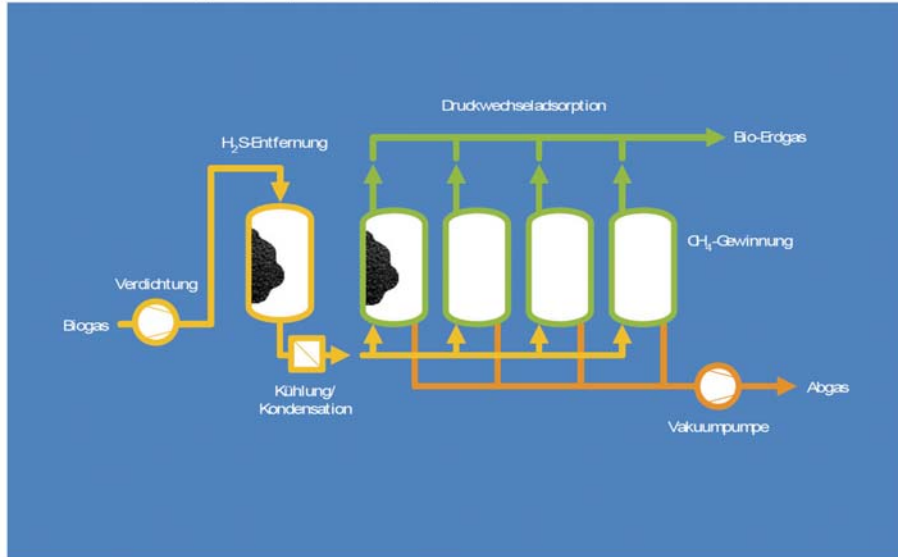 Druckwechseladsorption
Bio-Erdgas
H₂S-Entfernung
CH₄-Gewinnung
Verdichtung
Biogas
Kühlung/
Kondensation
Abgas
Vakuumpumpe